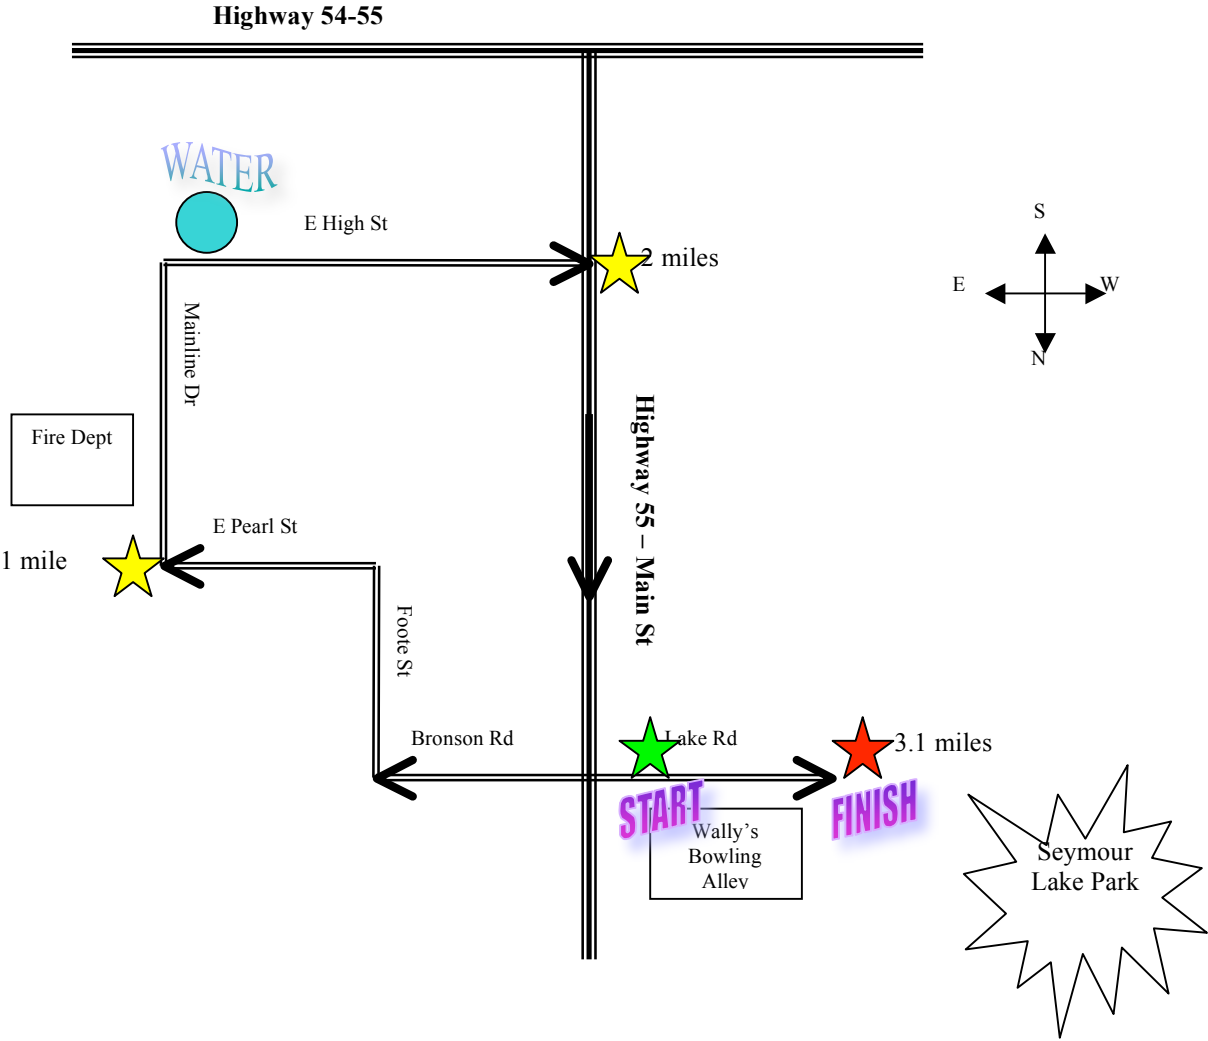 Highway 54-55
WATER
E High St
2 miles
S
E
W
N
Mainline Dr
Highway 55 – Main St
Fire Dept
E Pearl St
1 mile
Foote St
Bronson Rd
Lake Rd
3.1 miles
START
FINISH
Wally’s
Bowling
Alley
Seymour
Lake Park